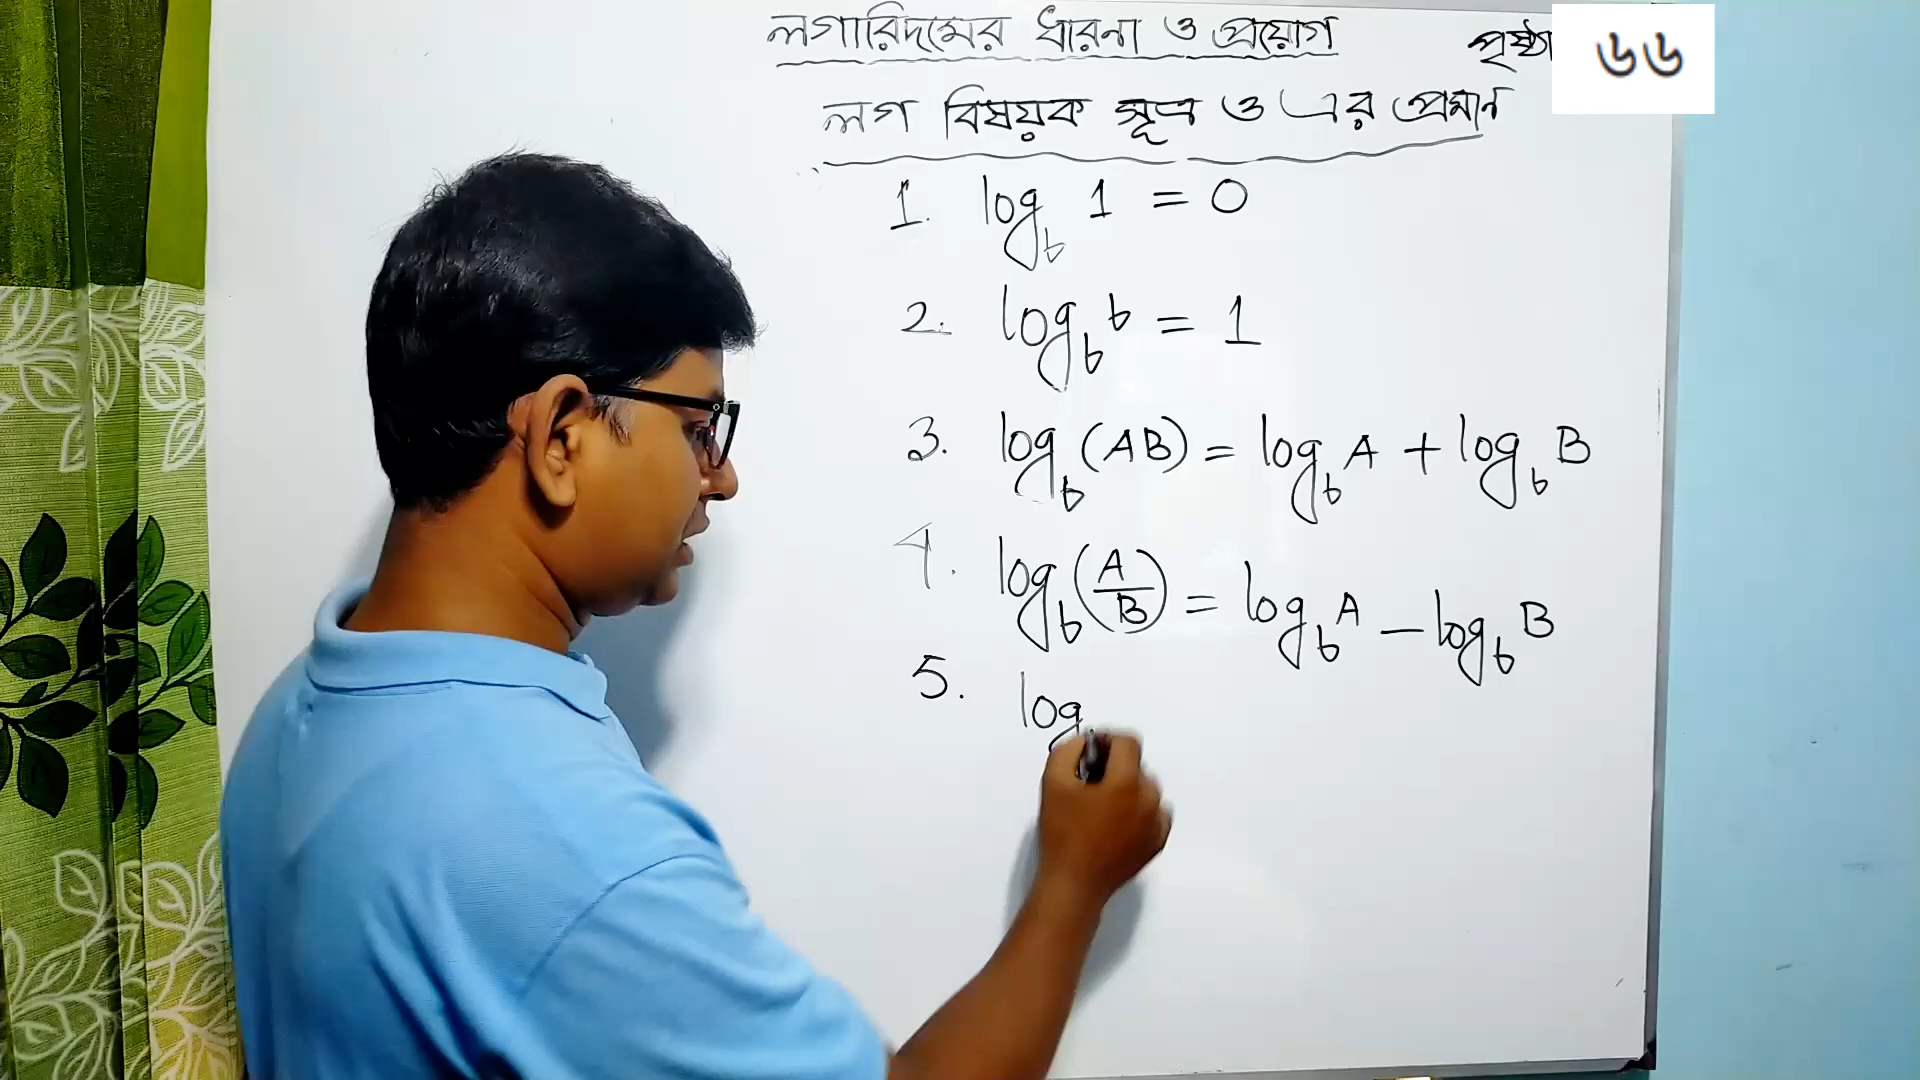 লগারিদমের ধারনা ও প্রয়োগ পৃষ্ঠা ৬৬
লগ বিষয়ক সূত্র ও এর প্রমান
1. log_b 1 = 0
2. log_b b = 1
3. log_b (AB) = log_b A + log_b B
4. log_b (A/B) = log_b A − log_b B
5. log